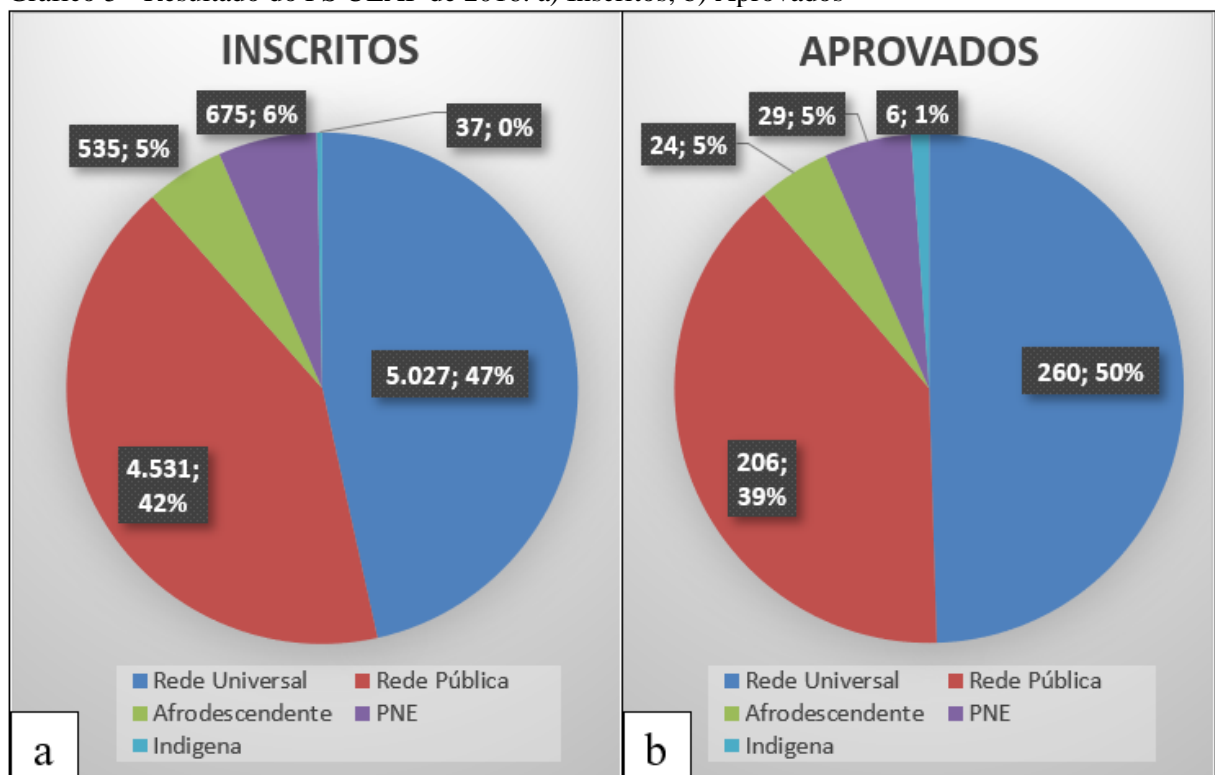 INSCRITOS
675; 6%
37; 0%
535; 5%
5.027; 47%
4.531;
42%
Rede Universal
Rede Pública
Afrodescendente
PNE
Indigena
a
APROVADOS
29; 5%
6; 1%
24; 5%
260; 50%
206;
39%
Rede Universal
Rede Pública
Afrodescendente
PNE
Indigena
b